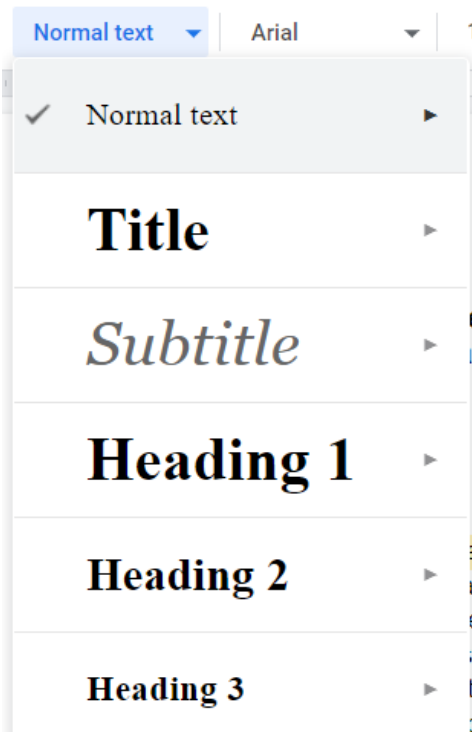 Normal text Arial
Normal text
Title
Subtitle
Heading 1
Heading 2
Heading 3